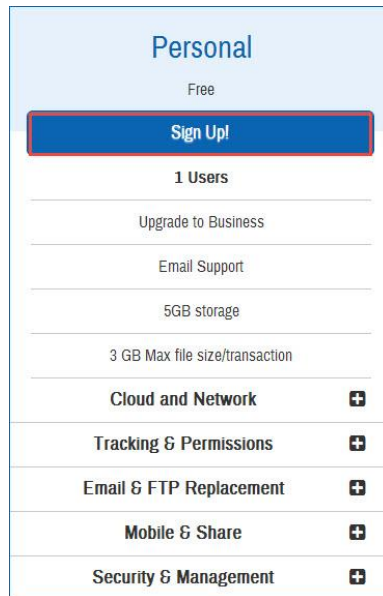 Personal
Free
Sign Up!
1 Users
Upgrade to Business
Email Support
5GB storage
3 GB Max file size/transaction
Cloud and Network
Tracking & Permissions
Email & FTP Replacement
Mobile & Share
Security & Management